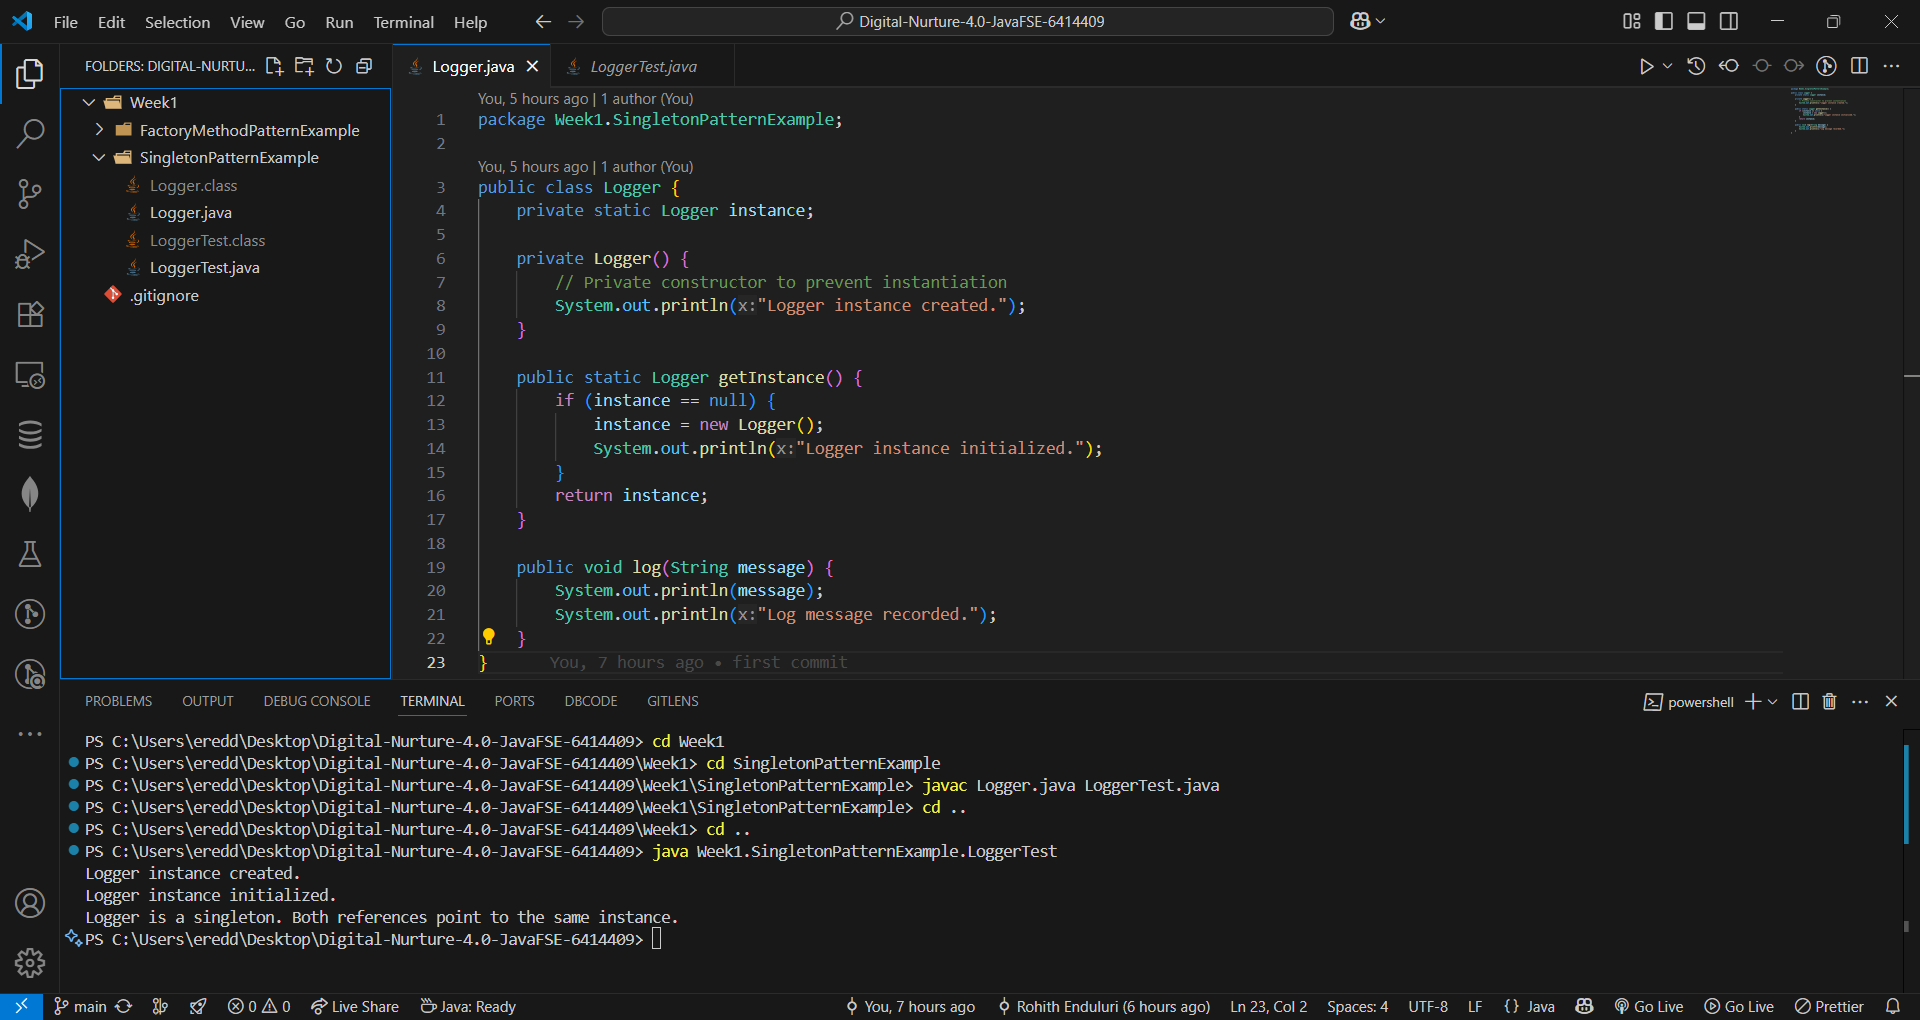 File Edit Selection View Go Run Terminal Help
Digital-Nurture-4.0-JavaFSE-6414409
FOLDERS: DIGITAL-NURTU...
Week1
FactoryMethodPatternExample
SingletonPatternExample
Logger.class
Logger.java
LoggerTest.class
LoggerTest.java
.gitignore
Logger.java
LoggerTest.java
You, 5 hours ago | 1 author (You)
1 package Week1.SingletonPatternExample;
2
You, 5 hours ago | 1 author (You)
3 public class Logger {
4     private static Logger instance;
5
6     private Logger() {
7         // Private constructor to prevent instantiation
8         System.out.println(x:"Logger instance created.");
9     }
10
11     public static Logger getInstance() {
12         if (instance == null) {
13             instance = new Logger();
14             System.out.println(x:"Logger instance initialized.");
15         }
16         return instance;
17     }
18
19     public void log(String message) {
20         System.out.println(message);
21         System.out.println(x:"Log message recorded.");
22     }
23 } You, 7 hours ago • first commit
PROBLEMS OUTPUT DEBUG CONSOLE TERMINAL PORTS DBCODE GITLENS
powershell
PS C:\Users\eredd\Desktop\Digital-Nurture-4.0-JavaFSE-6414409> cd Week1
PS C:\Users\eredd\Desktop\Digital-Nurture-4.0-JavaFSE-6414409\Week1> cd SingletonPatternExample
PS C:\Users\eredd\Desktop\Digital-Nurture-4.0-JavaFSE-6414409\Week1\SingletonPatternExample> javac Logger.java LoggerTest.java
PS C:\Users\eredd\Desktop\Digital-Nurture-4.0-JavaFSE-6414409\Week1\SingletonPatternExample> cd ..
PS C:\Users\eredd\Desktop\Digital-Nurture-4.0-JavaFSE-6414409\Week1> cd ..
PS C:\Users\eredd\Desktop\Digital-Nurture-4.0-JavaFSE-6414409> java Week1.SingletonPatternExample.LoggerTest
Logger instance created.
Logger instance initialized.
Logger is a singleton. Both references point to the same instance.
PS C:\Users\eredd\Desktop\Digital-Nurture-4.0-JavaFSE-6414409>
main 0 0 Live Share Java: Ready You, 7 hours ago Rohith Enduluri (6 hours ago) Ln 23, Col 2 Spaces: 4 UTF-8 LF {} Java Go Live Go Live Prettier